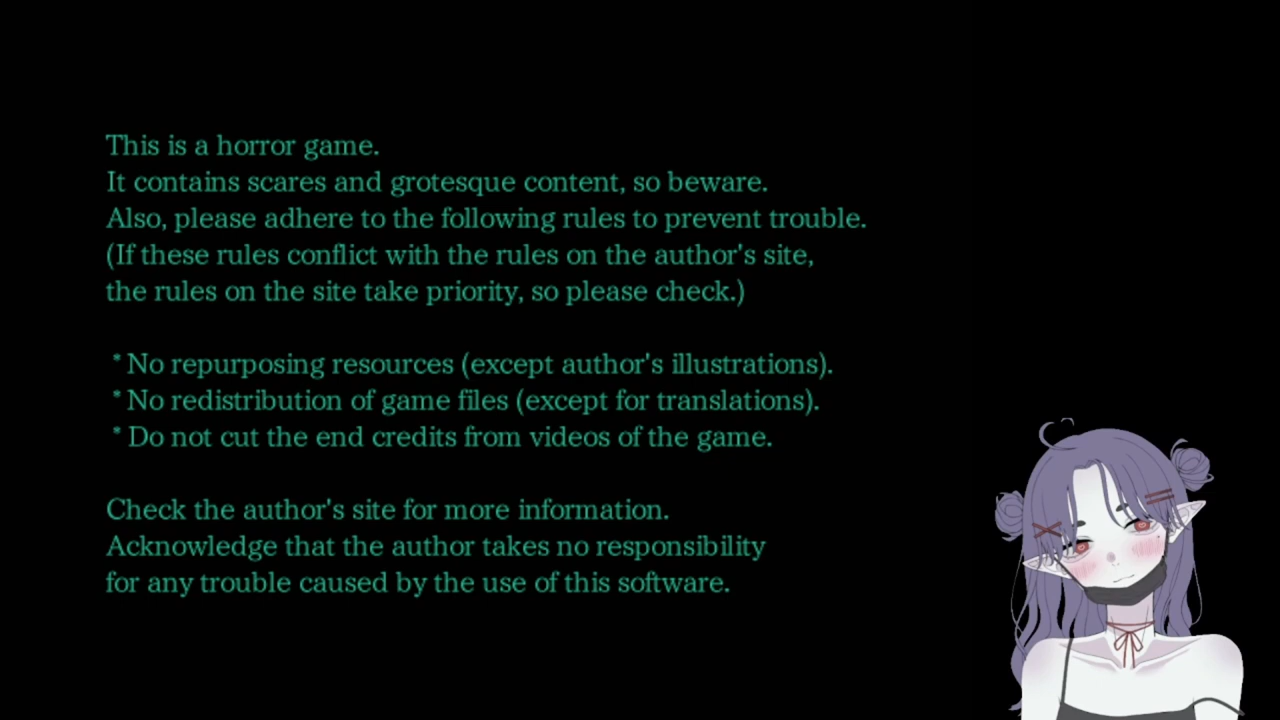 This is a horror game.
It contains scares and grotesque content, so beware.
Also, please adhere to the following rules to prevent trouble.
(If these rules conflict with the rules on the author's site,
the rules on the site take priority, so please check.)
* No repurposing resources (except author's illustrations).
* No redistribution of game files (except for translations).
* Do not cut the end credits from videos of the game.
Check the author's site for more information.
Acknowledge that the author takes no responsibility
for any trouble caused by the use of this software.